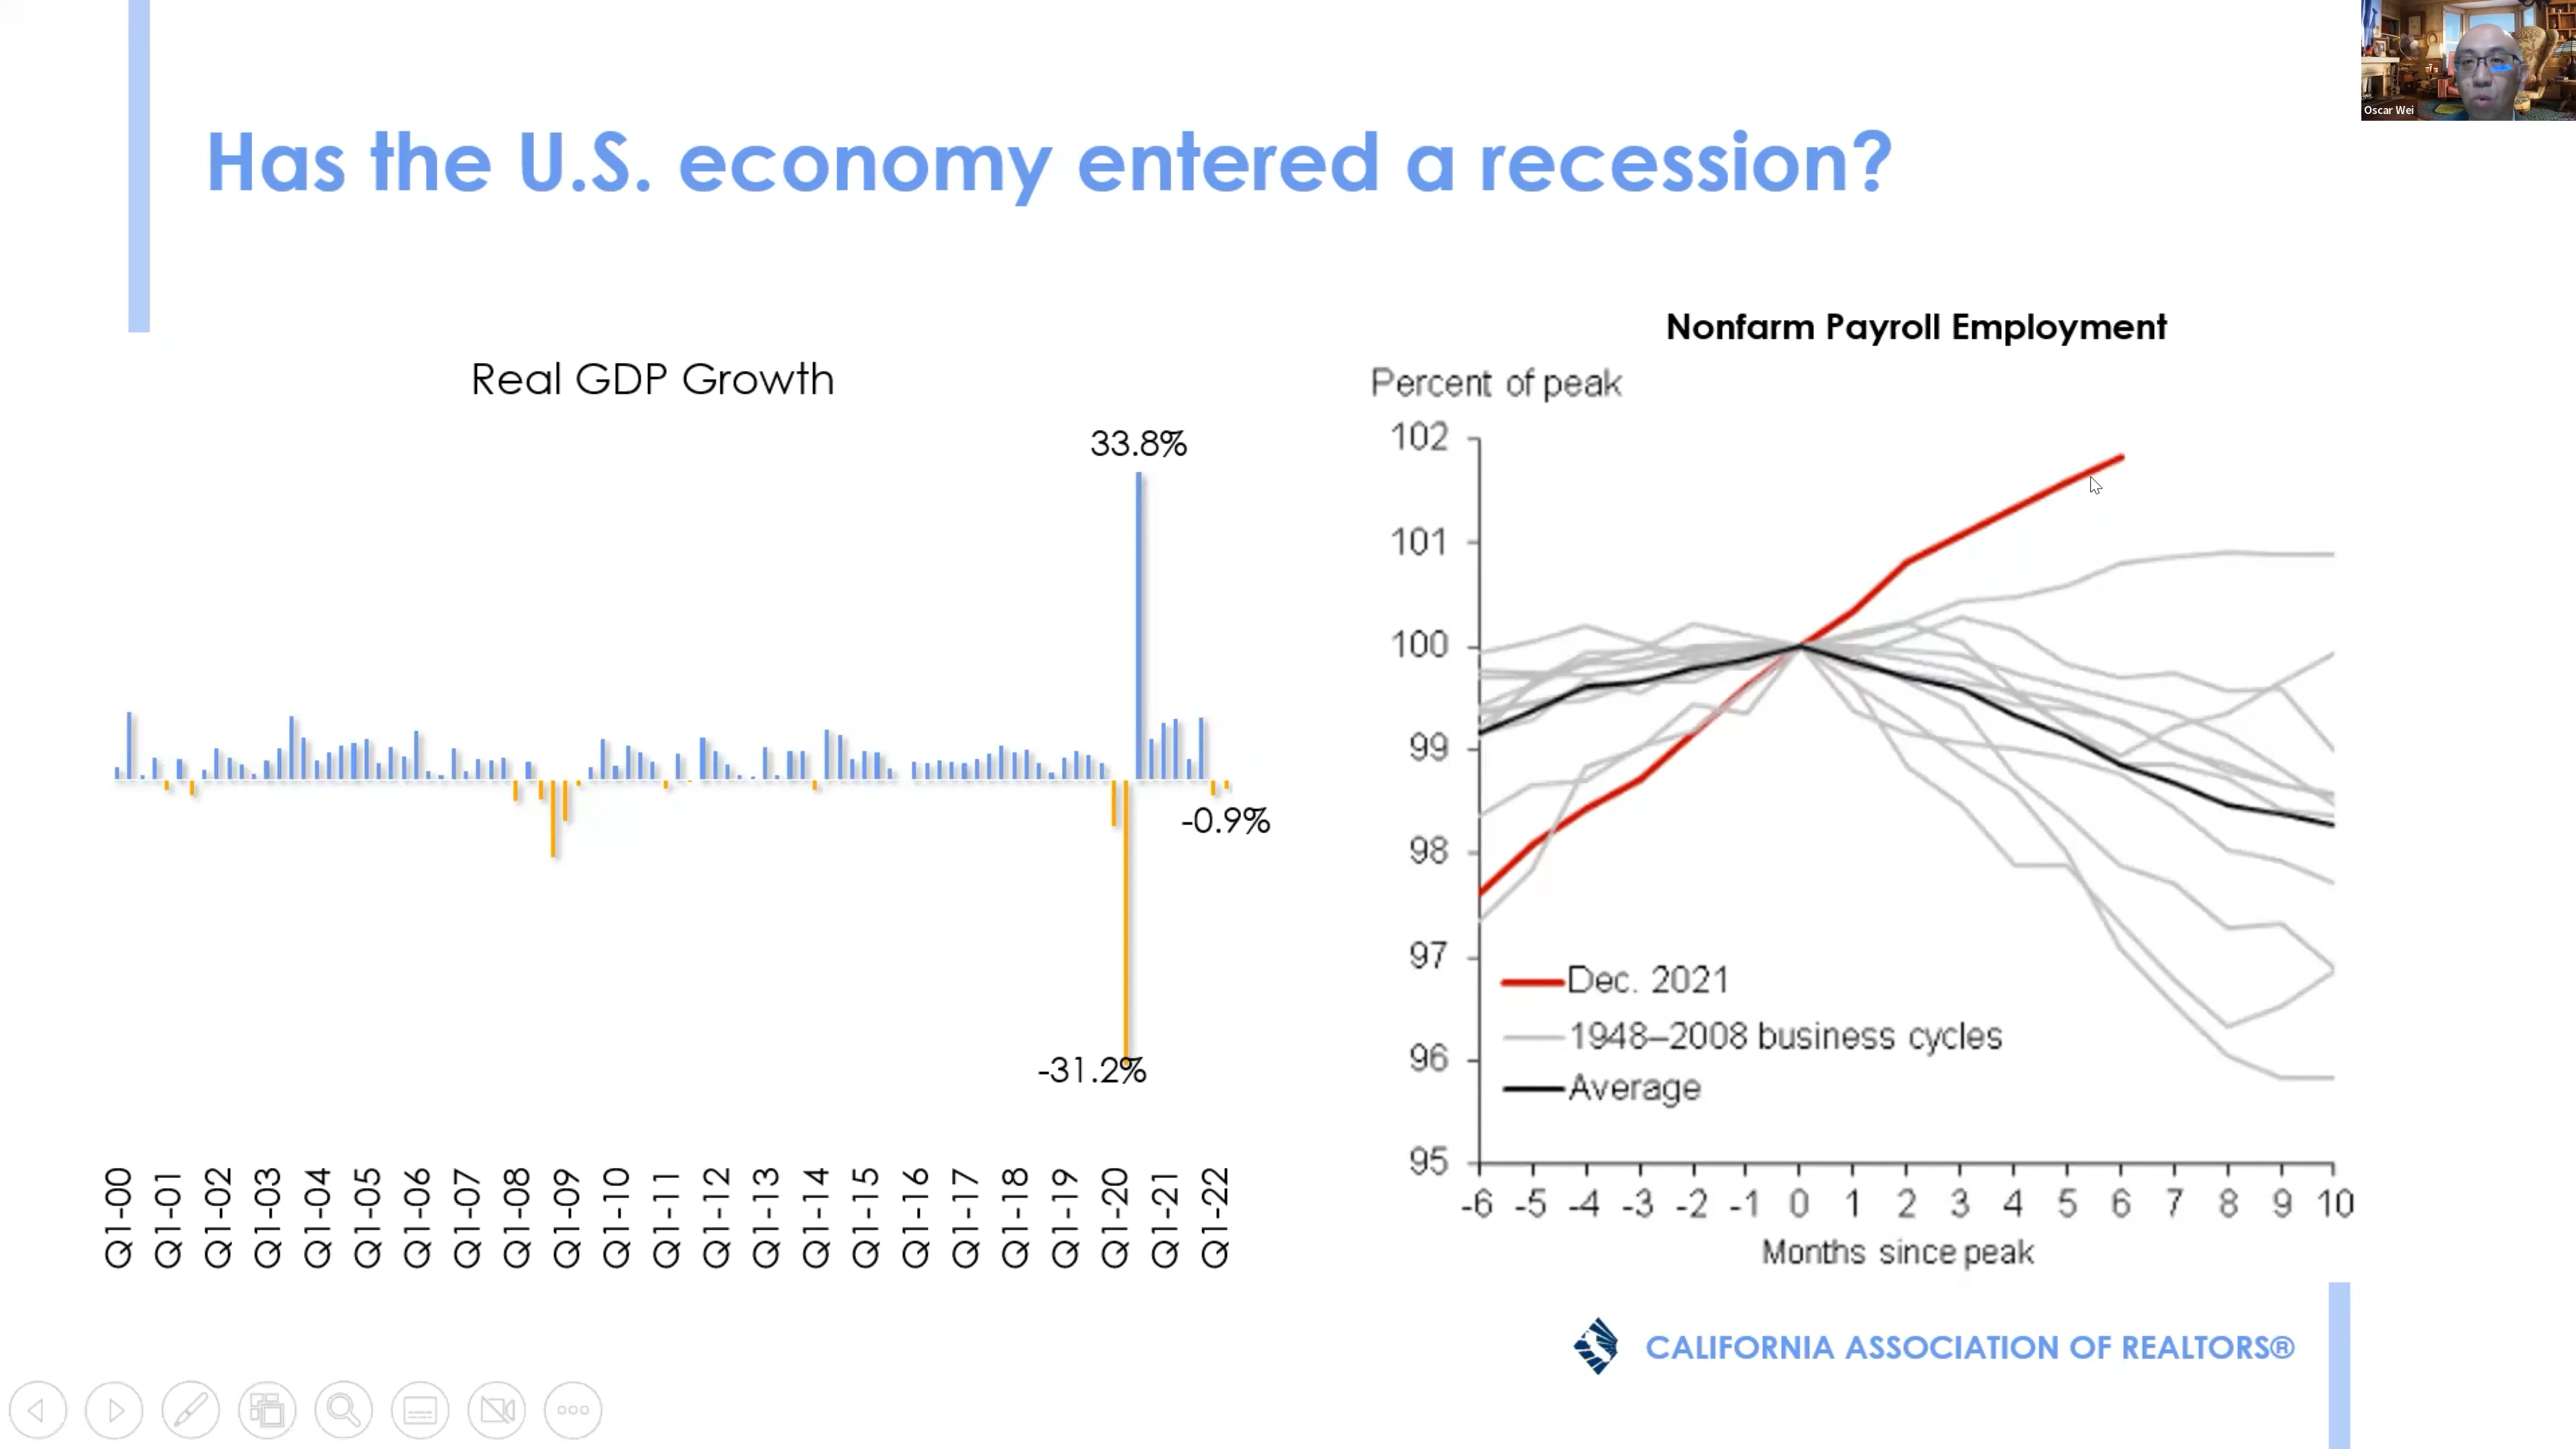 Oscar Wei
Has the U.S. economy entered a recession?
Real GDP Growth
33.8%
-0.9%
-31.2%
Q1-00
Q1-01
Q1-02
Q1-03
Q1-04
Q1-05
Q1-06
Q1-07
Q1-08
Q1-09
Q1-10
Q1-11
Q1-12
Q1-13
Q1-14
Q1-15
Q1-16
Q1-17
Q1-18
Q1-19
Q1-20
Q1-21
Q1-22
Nonfarm Payroll Employment
Percent of peak
102
101
100
99
98
97
96
95
Dec. 2021
1948–2008 business cycles
Average
-6 -5 -4 -3 -2 -1 0 1 2 3 4 5 6 7 8 9 10
Months since peak
CALIFORNIA ASSOCIATION OF REALTORS®